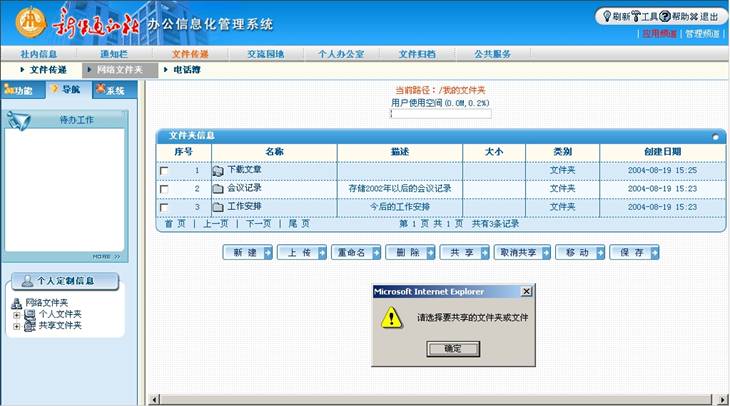 新华通讯社 办公信息化管理系统
刷新 工具 帮助 退出
应用频道 | 管理频道 |
社内信息 通知栏 文件传递 交流园地 个人办公室 文件归档 公共服务
文件传递 网络文件夹 电话簿
功能 导航 系统
待办工作
MORE >>
个人定制信息
网络文件夹
个人文件夹
共享文件夹
当前路径：/我的文件夹
用户使用空间(0.0M,0.2%)
文件夹信息
序号 名称 描述 大小 类别 创建日期
1 下载文章 文件夹 2004-08-19 15:25
2 会议记录 存储2002年以后的会议记录 文件夹 2004-08-19 15:23
3 工作安排 今后的工作安排 文件夹 2004-08-19 15:23
首 页 | 上一页 | 下一页 | 尾 页 第 1 页 共 1 页 共有3条记录
新 建 上 传 重命名 删 除 共 享 取消共享 移 动 保 存
Microsoft Internet Explorer
请选择要共享的文件夹或文件
确定